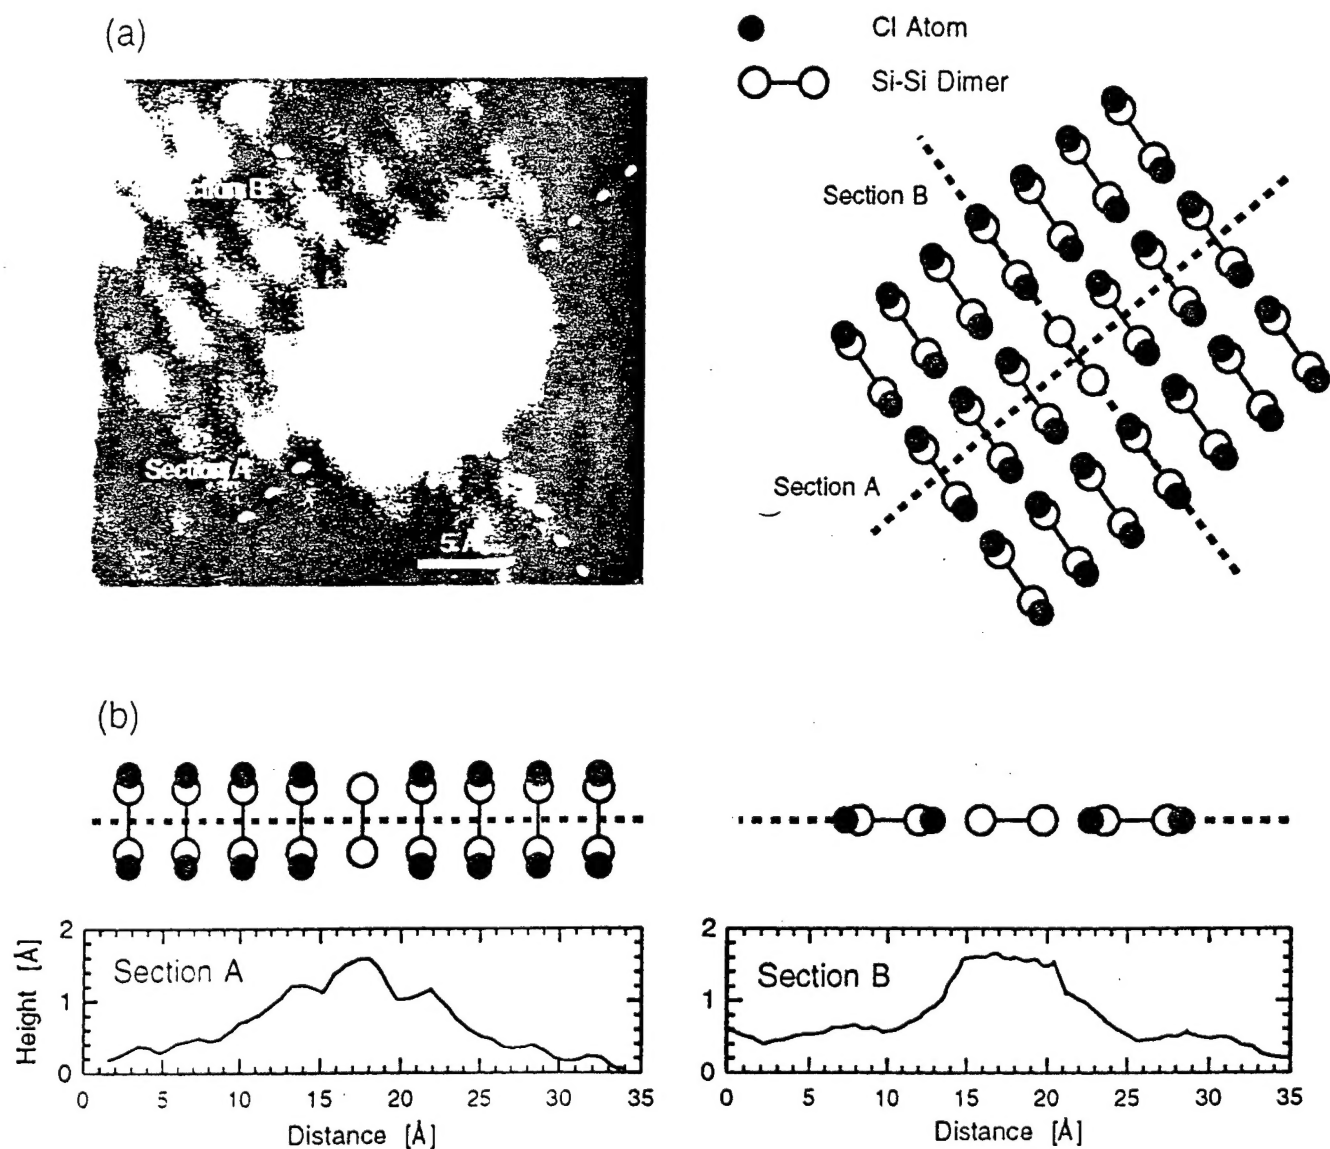 (a)
Cl Atom
Si-Si Dimer
Section B
Section A
5 Å
Section B
Section A
(b)
Height [Å]
2
1
0
Section A
0 5 10 15 20 25 30 35
Distance [Å]
2
1
0
Section B
0 5 10 15 20 25 30 35
Distance [Å]